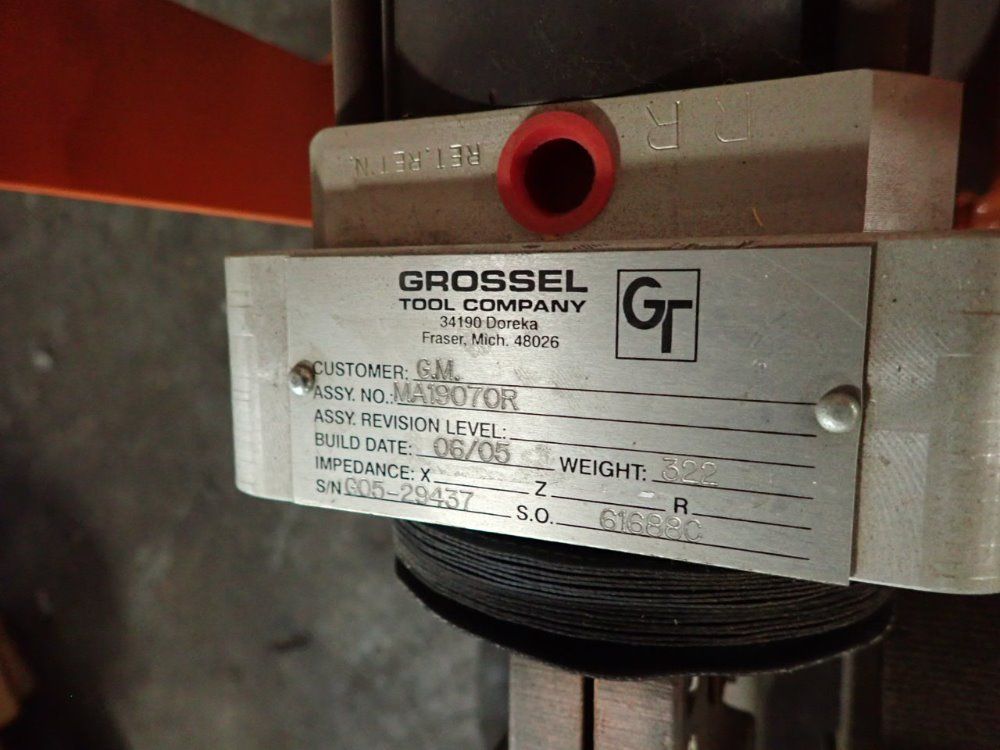 RET. RET'N.
R R
GROSSEL
TOOL COMPANY
34190 Doreka
Fraser, Mich. 48026
GT
CUSTOMER: G.M.
ASSY. NO.: MA19070R
ASSY. REVISION LEVEL:
BUILD DATE: 06/05 WEIGHT: 322
IMPEDANCE: X Z R
S/N G05-29437 S.O. 61688C